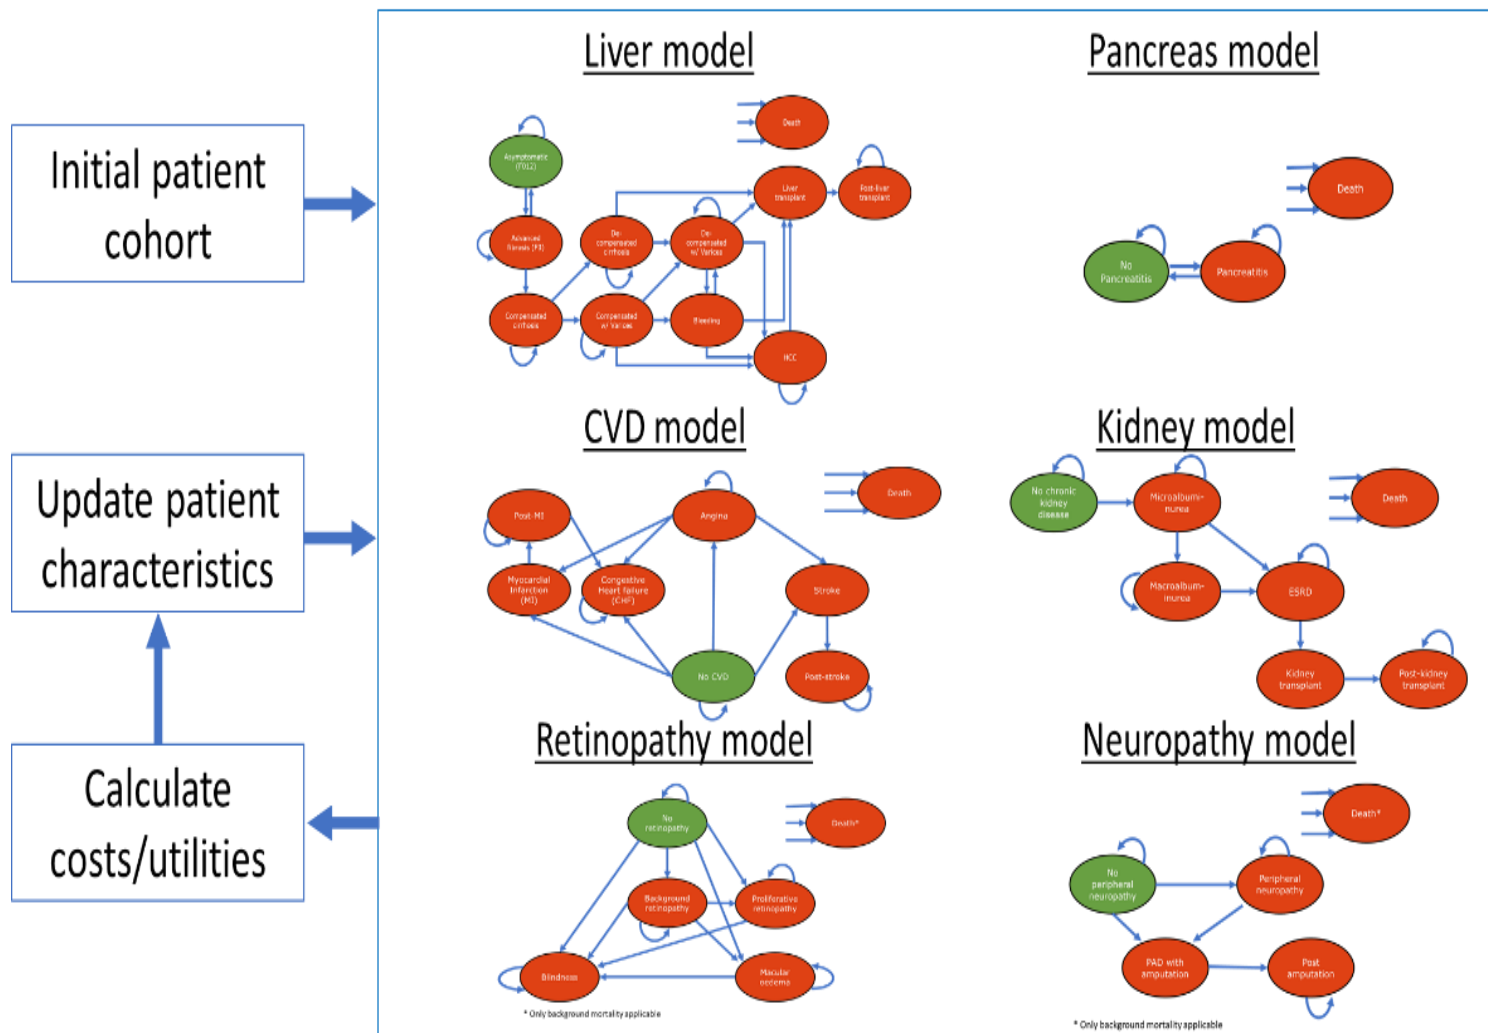 Initial patient
cohort
Update patient
characteristics
Calculate
costs/utilities
Liver model
Death
Asymptomatic
(F012)
Liver
transplant
Post-liver
transplant
Advanced
fibrosis (F3)
De-
compensated
cirrhosis
De-
compensated
w/ Varices
Compensated
cirrhosis
Compensated
w/ Varices
Bleeding
HCC
Pancreas model
Death
No
Pancreatitis
Pancreatitis
CVD model
Death
Post-MI
Angina
Myocardial
Infarction
(MI)
Congestive
Heart failure
(CHF)
Stroke
No CVD
Post-stroke
Kidney model
No chronic
kidney
disease
Microalbumi-
nurea
Death
Macroalbum-
inurea
ESRD
Kidney
transplant
Post-kidney
transplant
Retinopathy model
No
retinopathy
Death*
Background
retinopathy
Proliferative
retinopathy
Blindness
Macular
oedema
* Only background mortality applicable
Neuropathy model
Death*
No
peripheral
neuropathy
Peripheral
neuropathy
PAD with
amputation
Post
amputation
* Only background mortality applicable